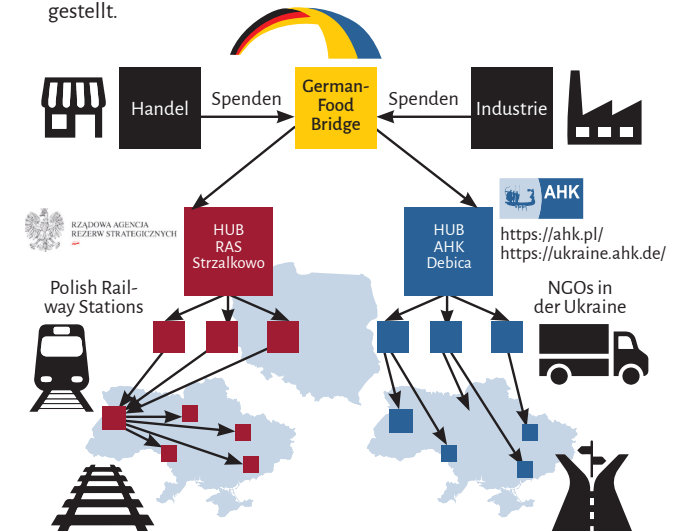 gestellt.
German-
Food
Bridge
Handel
Spenden
Spenden
Industrie
RZĄDOWA AGENCJA
REZERW STRATEGICZNYCH
HUB
RAS
Strzalkowo
HUB
AHK
Debica
AHK
https://ahk.pl/
https://ukraine.ahk.de/
Polish Rail-
way Stations
NGOs in
der Ukraine